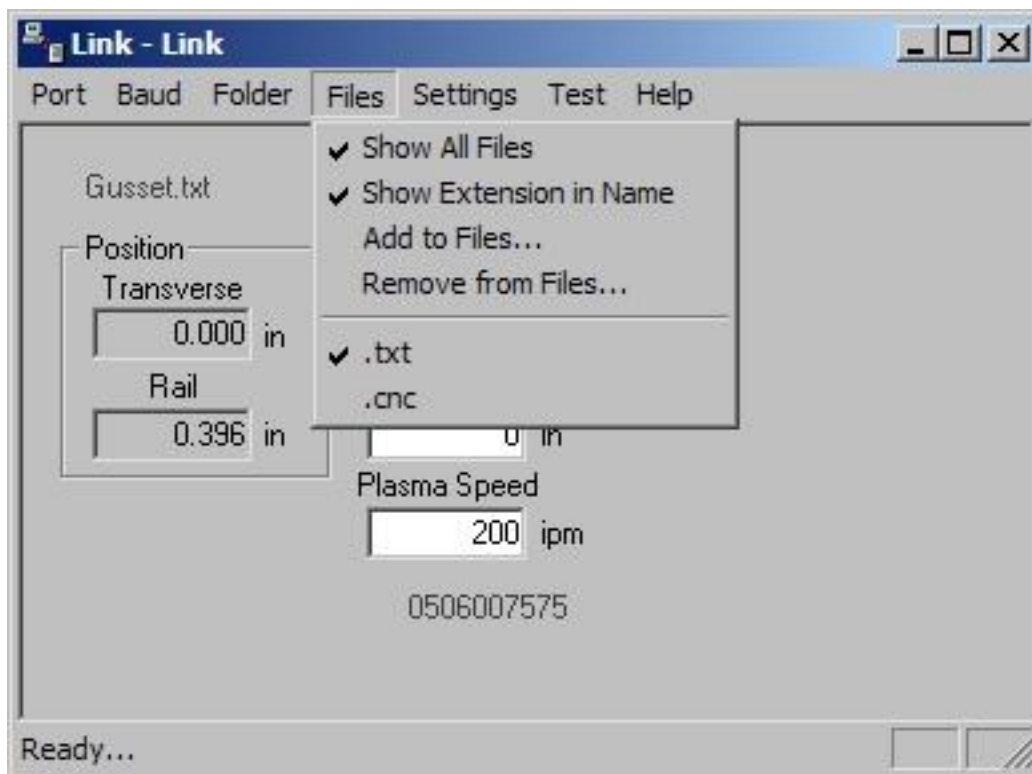 Link - Link
Port Baud Folder Files Settings Test Help
Gusset.txt
Position
Transverse
0.000 in
Rail
0.396 in
Show All Files
Show Extension in Name
Add to Files...
Remove from Files...
.txt
.cnc
0 in
Plasma Speed
200 ipm
0506007575
Ready...